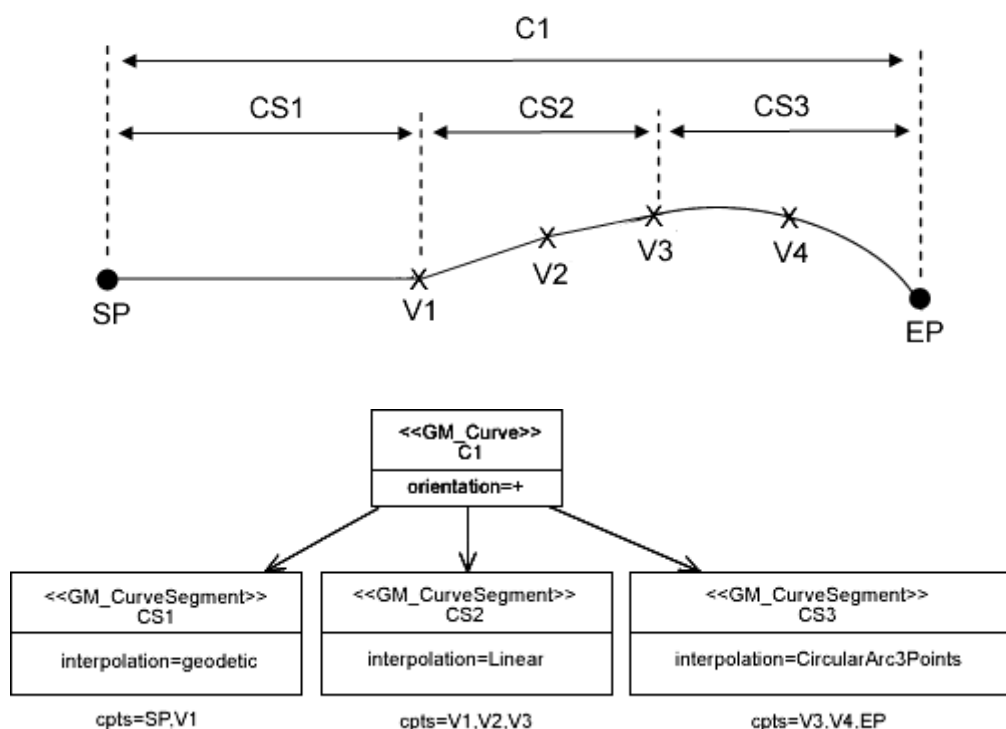 C1
CS1 CS2 CS3
SP V1 V2 V3 V4 EP
<<GM_Curve>>
C1
orientation=+
<<GM_CurveSegment>>
CS1
interpolation=geodetic
cpts=SP,V1
<<GM_CurveSegment>>
CS2
interpolation=Linear
cpts=V1,V2,V3
<<GM_CurveSegment>>
CS3
interpolation=CircularArc3Points
cpts=V3,V4,EP